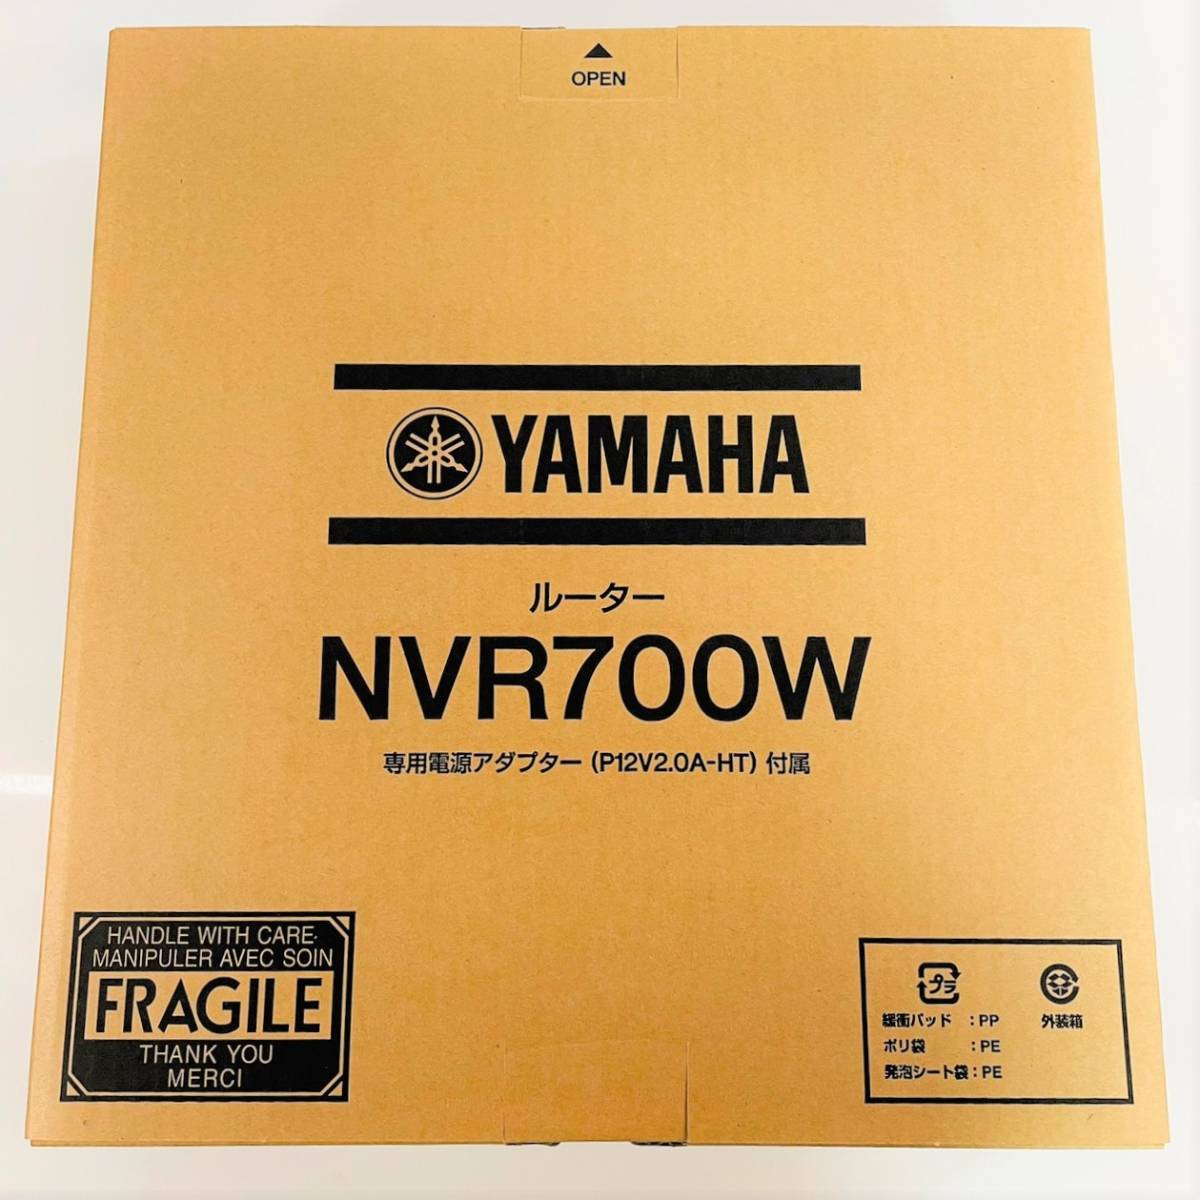 OPEN
YAMAHA
ルーター
NVR700W
専用電源アダプター (P12V2.0A-HT) 付属
HANDLE WITH CARE·
MANIPULER AVEC SOIN
FRAGILE
THANK YOU
MERCI
プラ
緩衝パッド :PP
ポリ袋 :PE
発泡シート袋:PE
外装箱